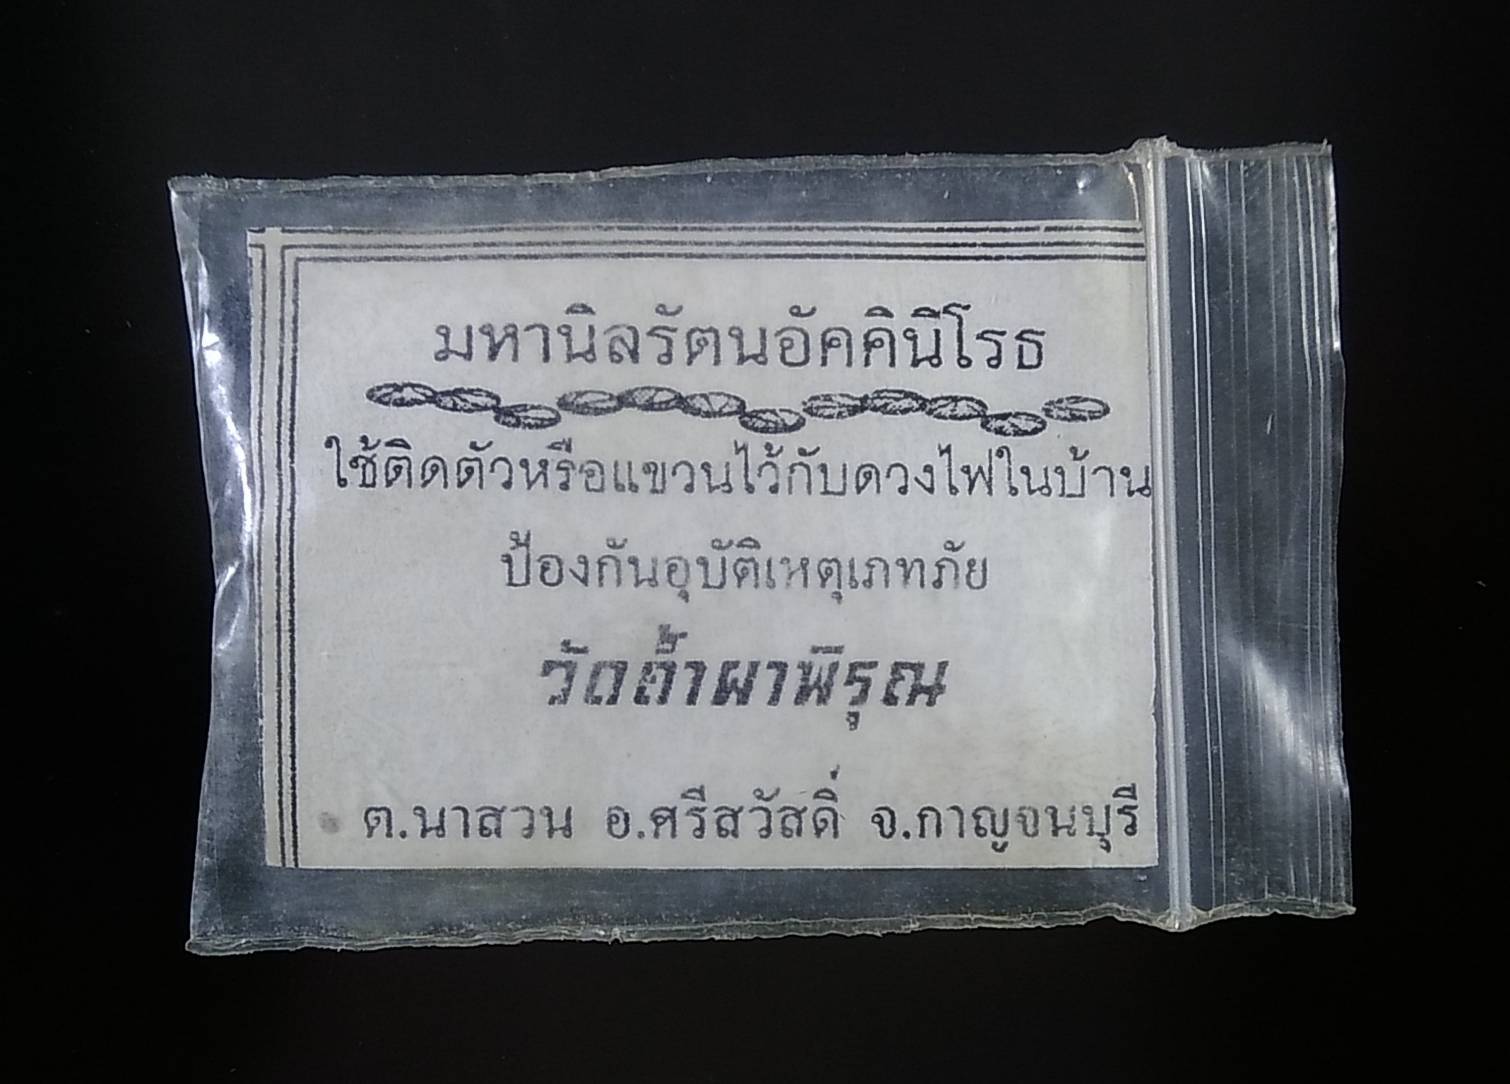 มหานิลรัตนอัคคินีโรธ
ใช้ติดตัวหรือแขวนไว้กับดวงไฟในบ้าน
ป้องกันอุบัติเหตุเภทภัย
วัดถ้ำผาพิรุณ
ต.นาสวน อ.ศรีสวัสดิ์ จ.กาญจนบุรี